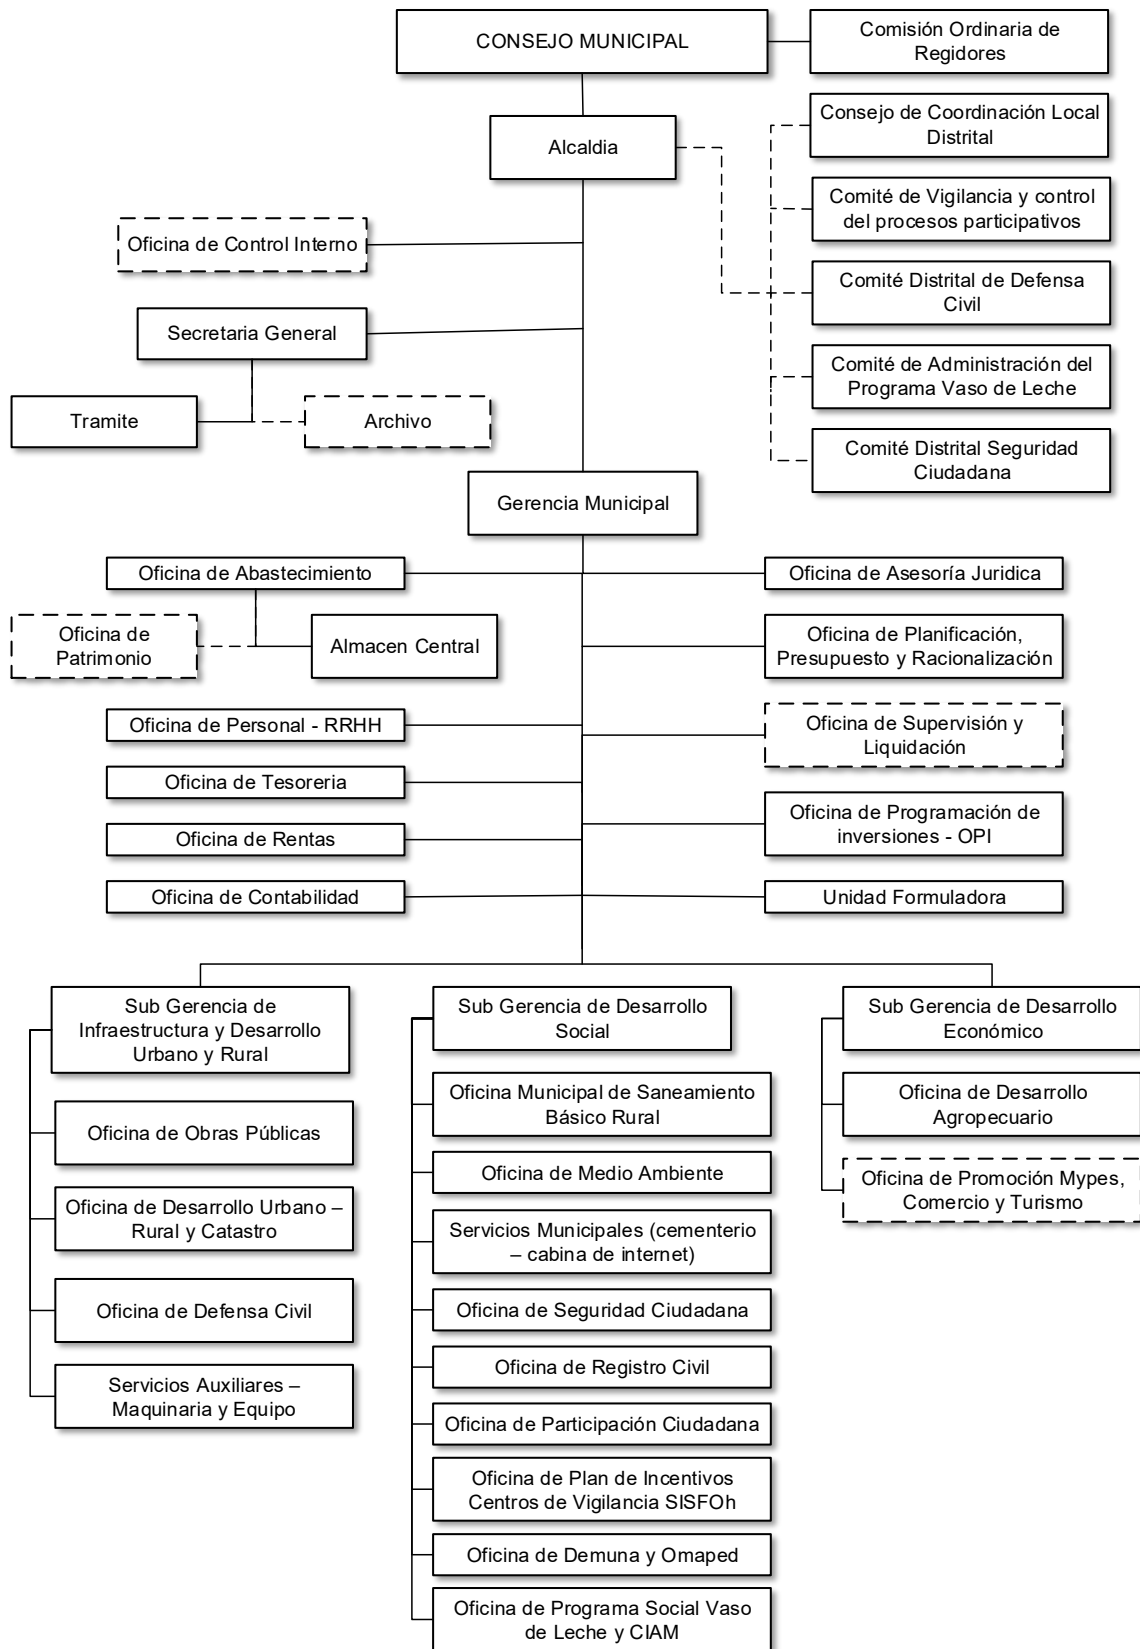 CONSEJO MUNICIPAL
Comisión Ordinaria de
Regidores
Consejo de Coordinación Local
Distrital
Alcaldia
Comité de Vigilancia y control
del procesos participativos
Oficina de Control Interno
Comité Distrital de Defensa
Civil
Secretaria General
Comité de Administración del
Programa Vaso de Leche
Tramite
Archivo
Comité Distrital Seguridad
Ciudadana
Gerencia Municipal
Oficina de Abastecimiento
Oficina de Asesoría Juridica
Oficina de
Patrimonio
Almacen Central
Oficina de Planificación,
Presupuesto y Racionalización
Oficina de Personal - RRHH
Oficina de Supervisión y
Liquidación
Oficina de Tesoreria
Oficina de Rentas
Oficina de Programación de
inversiones - OPI
Oficina de Contabilidad
Unidad Formuladora
Sub Gerencia de
Infraestructura y Desarrollo
Urbano y Rural
Oficina de Obras Públicas
Oficina de Desarrollo Urbano –
Rural y Catastro
Oficina de Defensa Civil
Servicios Auxiliares –
Maquinaria y Equipo
Sub Gerencia de Desarrollo
Social
Oficina Municipal de Saneamiento
Básico Rural
Oficina de Medio Ambiente
Servicios Municipales (cementerio
– cabina de internet)
Oficina de Seguridad Ciudadana
Oficina de Registro Civil
Oficina de Participación Ciudadana
Oficina de Plan de Incentivos
Centros de Vigilancia SISFOh
Oficina de Demuna y Omaped
Oficina de Programa Social Vaso
de Leche y CIAM
Sub Gerencia de Desarrollo
Económico
Oficina de Desarrollo
Agropecuario
Oficina de Promoción Mypes,
Comercio y Turismo